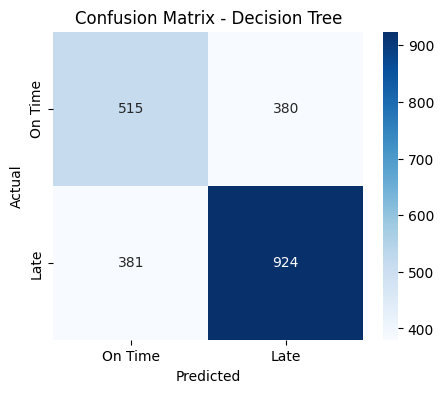 Confusion Matrix - Decision Tree
Actual
On Time
Late
515
380
381
924
On Time
Late
Predicted
900
800
700
600
500
400